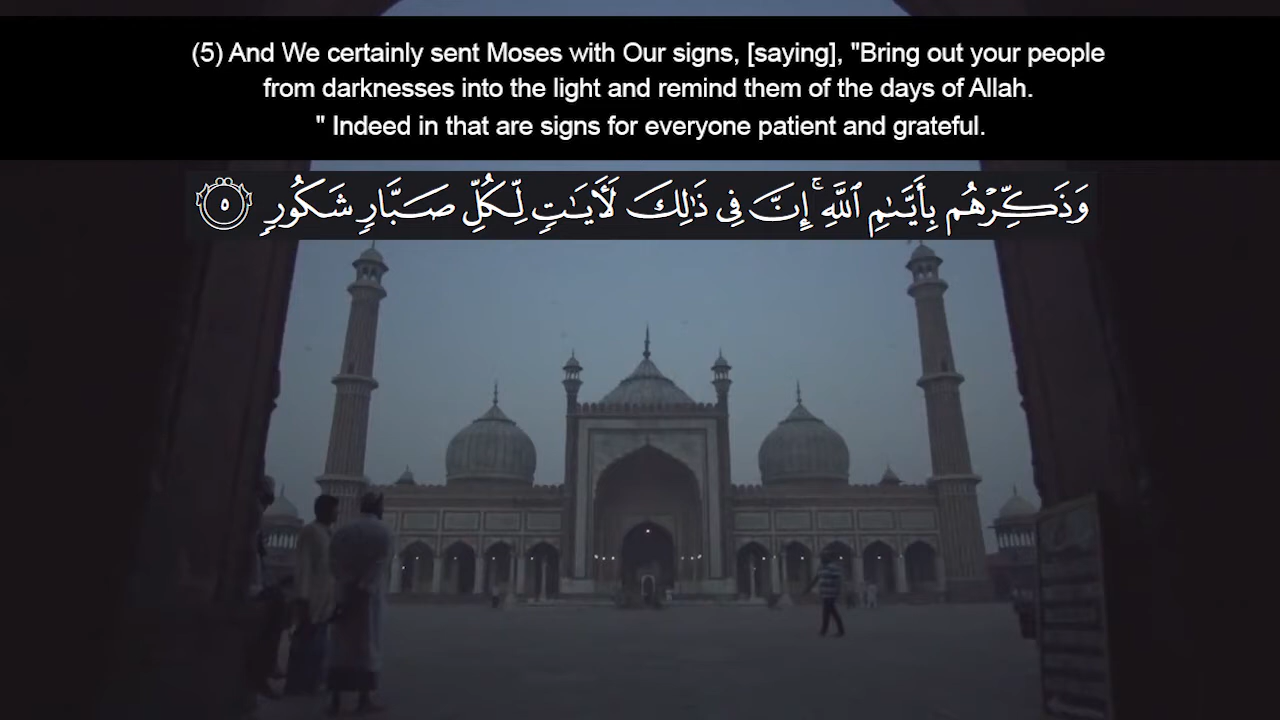 (5) And We certainly sent Moses with Our signs, [saying], "Bring out your people
from darknesses into the light and remind them of the days of Allah.
" Indeed in that are signs for everyone patient and grateful.
وَذَكِّرْهُم بِأَيَّىٰمِ ٱللَّهِ ۚ إِنَّ فِى ذَٰلِكَ لَـَٔايَـٰتٍ لِّكُلِّ صَبَّارٍ شَكُورٍ ٥